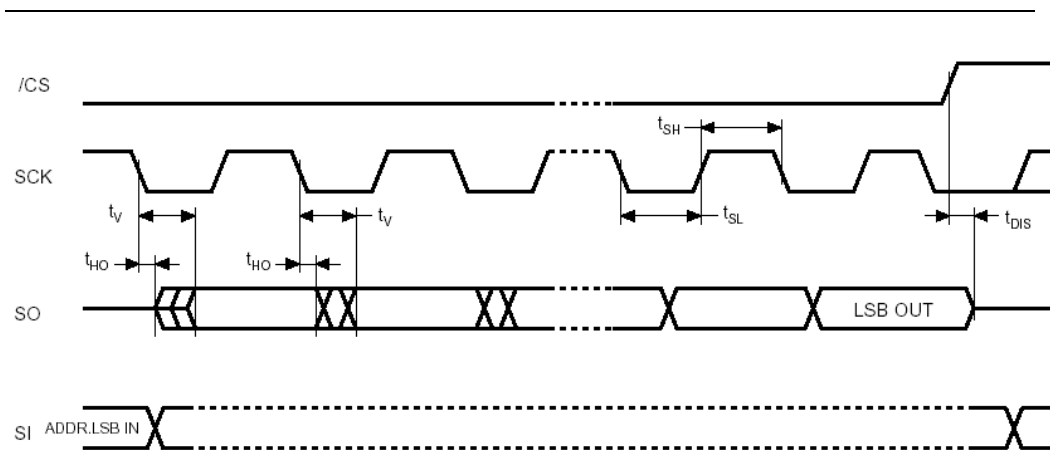 /CS
t_SH
SCK
t_V
t_V
t_SL
t_DIS
t_HO
t_HO
SO
LSB OUT
SI
ADDR.LSB IN